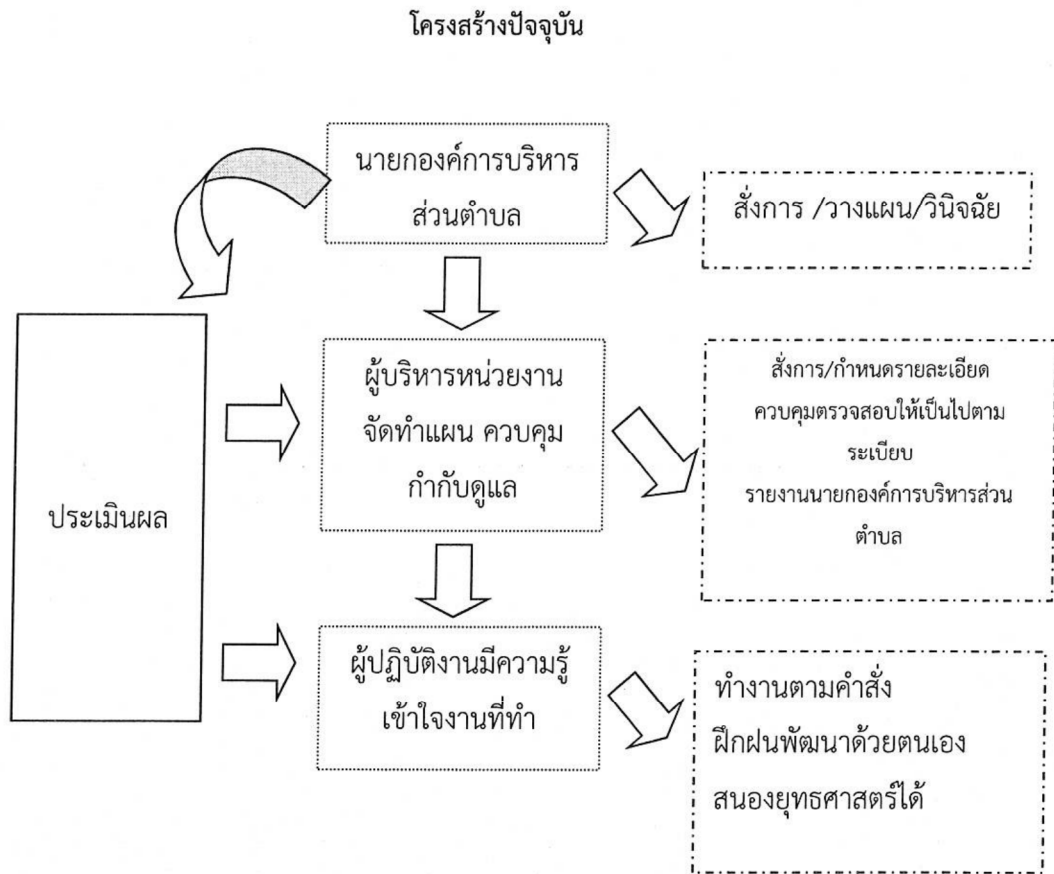 โครงสร้างปัจจุบัน
นายกองค์การบริหาร
ส่วนตำบล
สั่งการ /วางแผน/วินิจฉัย
ผู้บริหารหน่วยงาน
จัดทำแผน ควบคุม
กำกับดูแล
สั่งการ/กำหนดรายละเอียด
ควบคุมตรวจสอบให้เป็นไปตาม
ระเบียบ
รายงานนายกองค์การบริหารส่วน
ตำบล
ประเมินผล
ผู้ปฏิบัติงานมีความรู้
เข้าใจงานที่ทำ
ทำงานตามคำสั่ง
ฝึกฝนพัฒนาด้วยตนเอง
สนองยุทธศาสตร์ได้